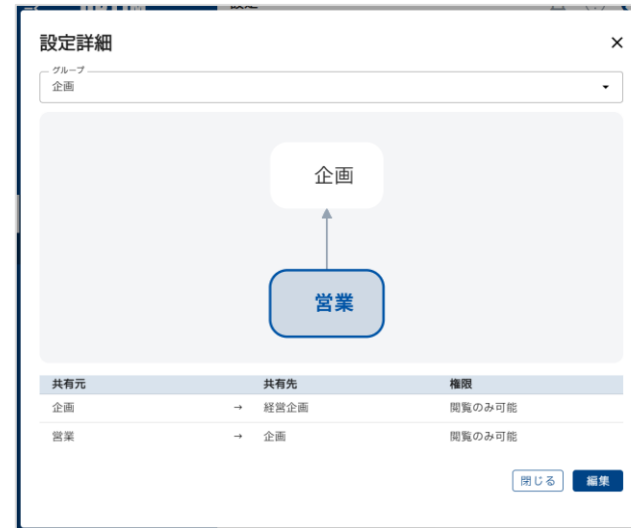 設定詳細
×
グループ
企画
企画
営業
共有元 共有先 権限
企画 → 経営企画 閲覧のみ可能
営業 → 企画 閲覧のみ可能
閉じる 編集